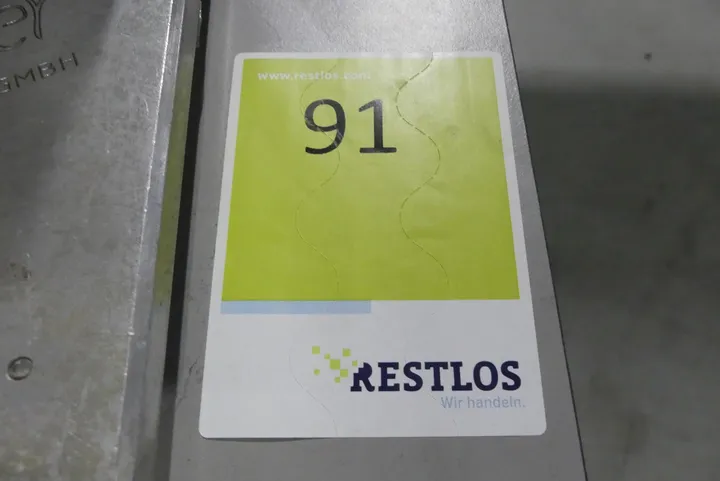 GMBH
www.restlos.com
91
RESTLOS
Wir handeln.